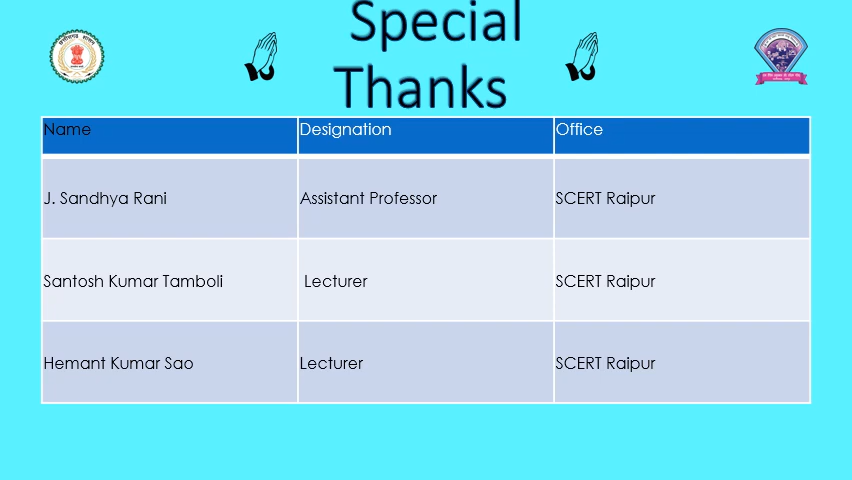 Special
Thanks
Name Designation Office
J. Sandhya Rani Assistant Professor SCERT Raipur
Santosh Kumar Tamboli Lecturer SCERT Raipur
Hemant Kumar Sao Lecturer SCERT Raipur